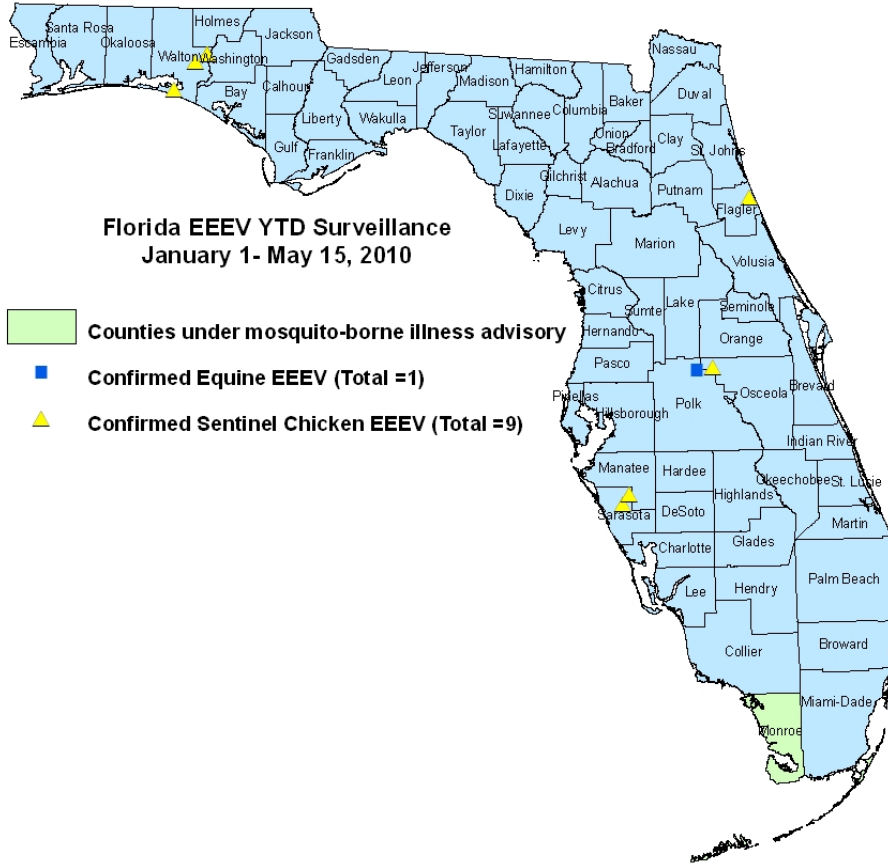 Holmes
Jackson
Santa Rosa
Escambia
Okaloosa
Walton
Washington
Gadsden
Jefferson
Hamilton
Nassau
Leon
Madison
Calhoun
Bay
Baker
Duval
Suwannee
Columbia
Liberty
Wakulla
Taylor
Union
Clay
St. Johns
Lafayette
Bradford
Gulf
Franklin
Gilchrist
Alachua
Putnam
Dixie
Flagler
Levy
Marion
Florida EEEV YTD Surveillance
January 1- May 15, 2010
Volusia
Citrus
Lake
Seminole
Sumter
Counties under mosquito-borne illness advisory
Hernando
Orange
Pasco
Confirmed Equine EEEV (Total =1)
Osceola
Brevard
Pinellas
Polk
Hillsborough
Confirmed Sentinel Chicken EEEV (Total =9)
Indian River
Manatee
Hardee
Okeechobee
St. Lucie
Highlands
Sarasota
DeSoto
Martin
Charlotte
Glades
Palm Beach
Lee
Hendry
Collier
Broward
Miami-Dade
Monroe